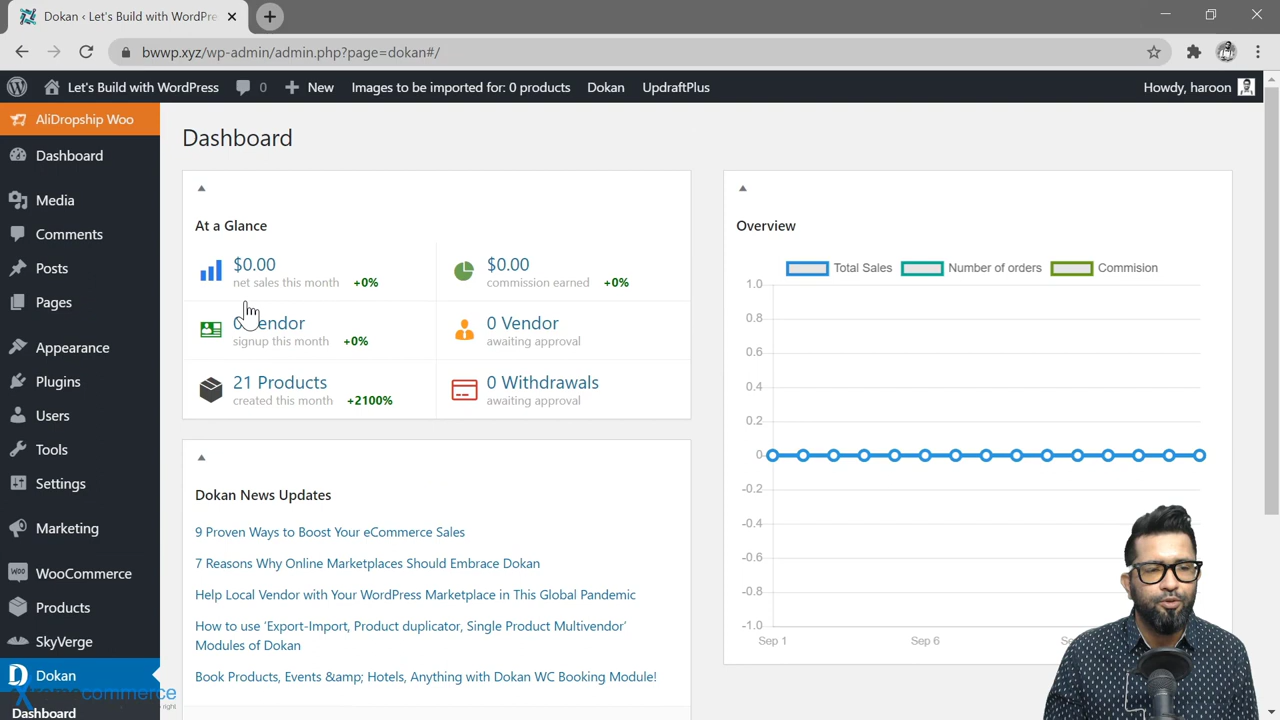 Dokan ‹ Let's Build with WordPre
bwwp.xyz/wp-admin/admin.php?page=dokan#/
Let's Build with WordPress 0 New Images to be imported for: 0 products Dokan UpdraftPlus Howdy, haroon
AliDropship Woo
Dashboard
Media
Comments
Posts
Pages
Appearance
Plugins
Users
Tools
Settings
Marketing
WooCommerce
Products
SkyVerge
Dokan
Dashboard
Dashboard
At a Glance
$0.00
net sales this month +0%
$0.00
commission earned +0%
0 Vendor
signup this month +0%
0 Vendor
awaiting approval
21 Products
created this month +2100%
0 Withdrawals
awaiting approval
Dokan News Updates
9 Proven Ways to Boost Your eCommerce Sales
7 Reasons Why Online Marketplaces Should Embrace Dokan
Help Local Vendor with Your WordPress Marketplace in This Global Pandemic
How to use ‘Export-Import, Product duplicator, Single Product Multivendor’
Modules of Dokan
Book Products, Events &amp; Hotels, Anything with Dokan WC Booking Module!
Overview
Total Sales Number of orders Commision
1.0
0.8
0.6
0.4
0.2
0
-0.2
-0.4
-0.6
-0.8
-1.0
Sep 1 Sep 6